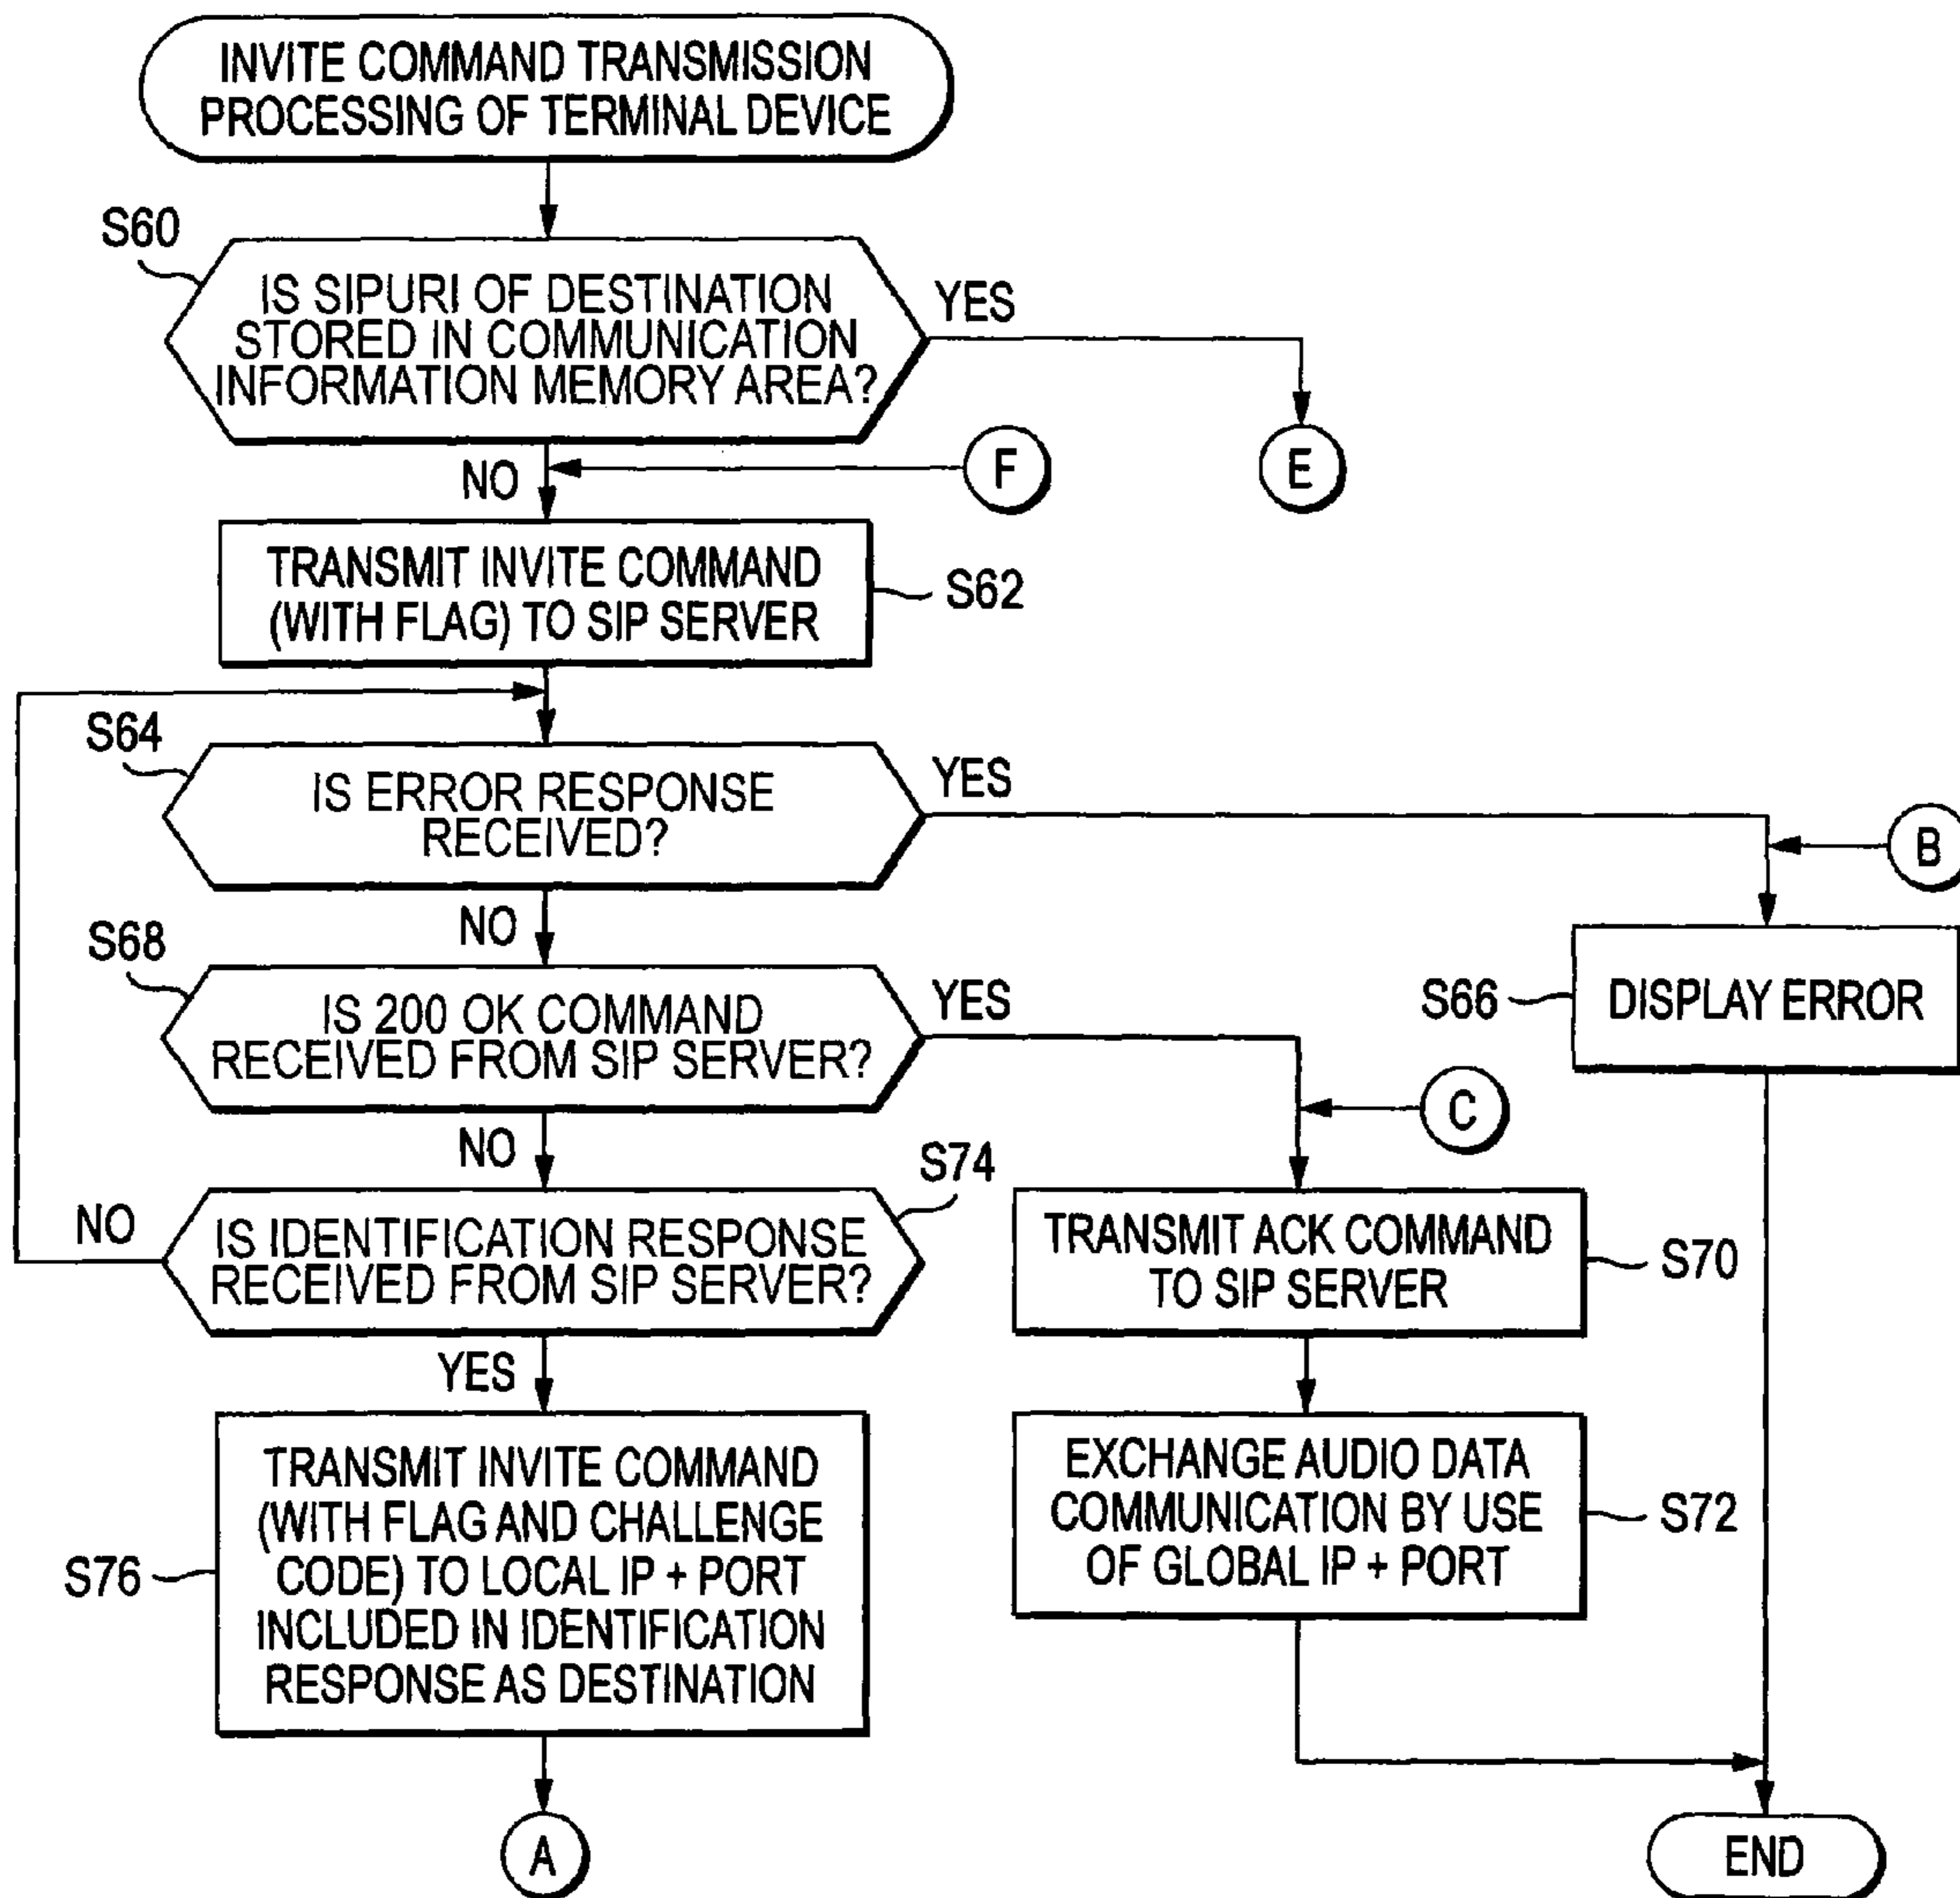 INVITE COMMAND TRANSMISSION
PROCESSING OF TERMINAL DEVICE
S60
IS SIPURI OF DESTINATION
STORED IN COMMUNICATION
INFORMATION MEMORY AREA?
YES
NO
F
E
TRANSMIT INVITE COMMAND
(WITH FLAG) TO SIP SERVER
S62
S64
IS ERROR RESPONSE
RECEIVED?
YES
B
NO
S68
IS 200 OK COMMAND
RECEIVED FROM SIP SERVER?
YES
S66
DISPLAY ERROR
C
NO
S74
NO
IS IDENTIFICATION RESPONSE
RECEIVED FROM SIP SERVER?
TRANSMIT ACK COMMAND
TO SIP SERVER
S70
YES
S76
TRANSMIT INVITE COMMAND
(WITH FLAG AND CHALLENGE
CODE) TO LOCAL IP + PORT
INCLUDED IN IDENTIFICATION
RESPONSE AS DESTINATION
EXCHANGE AUDIO DATA
COMMUNICATION BY USE
OF GLOBAL IP + PORT
S72
A
END